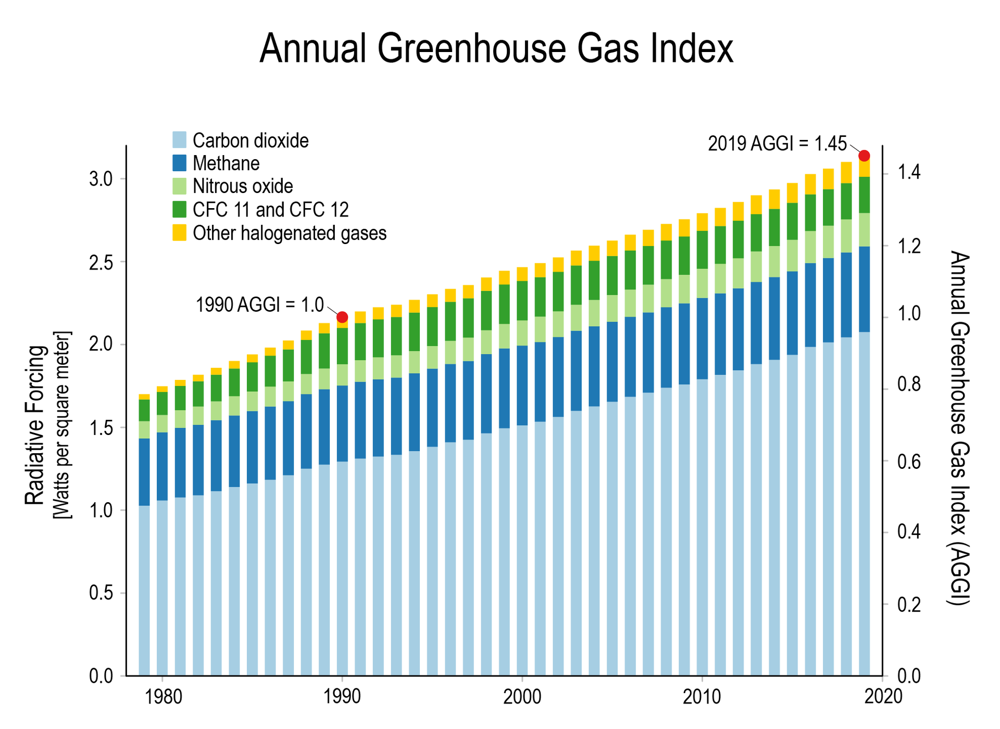 Annual Greenhouse Gas Index
Carbon dioxide
Methane
Nitrous oxide
CFC 11 and CFC 12
Other halogenated gases
1990 AGGI = 1.0
2019 AGGI = 1.45
Radiative Forcing
[Watts per square meter]
3.0
2.5
2.0
1.5
1.0
0.5
0.0
1980
1990
2000
2010
2020
1.4
1.2
1.0
0.8
0.6
0.4
0.2
0.0
Annual Greenhouse Gas Index (AGGI)